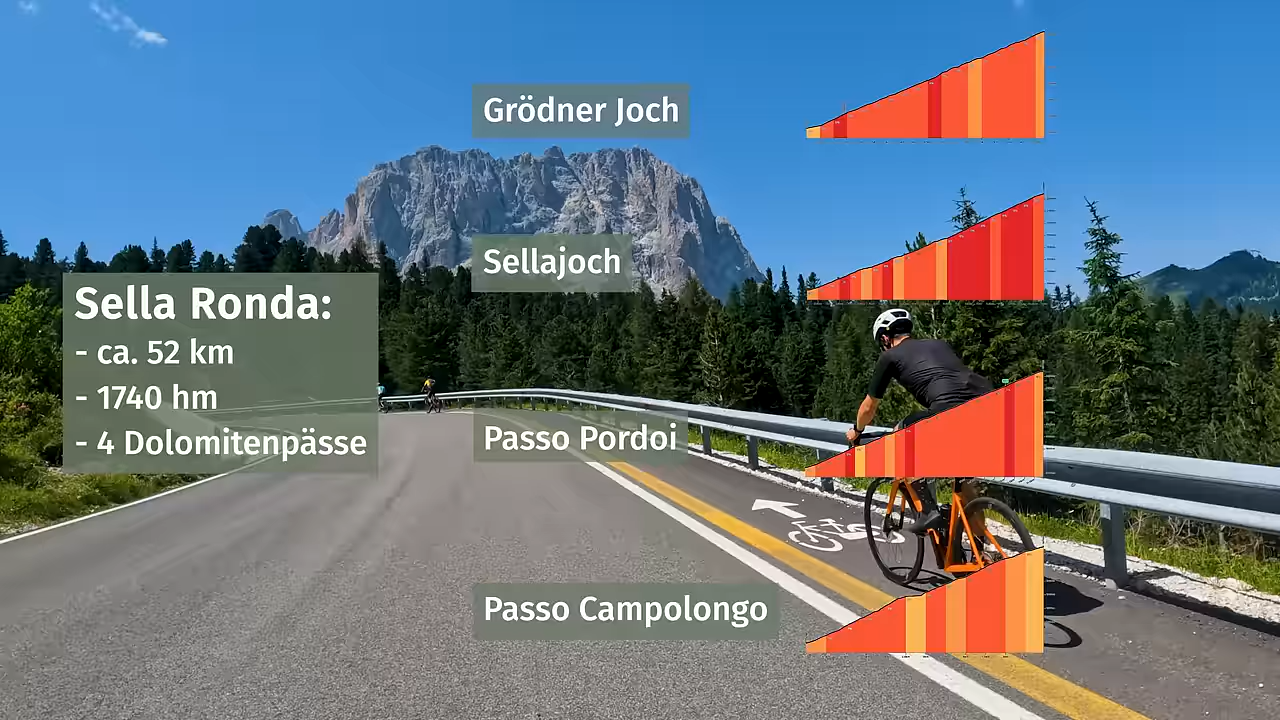 Grödner Joch
Sellajoch
Sella Ronda:
- ca. 52 km
- 1740 hm
- 4 Dolomitenpässe
Passo Pordoi
Passo Campolongo